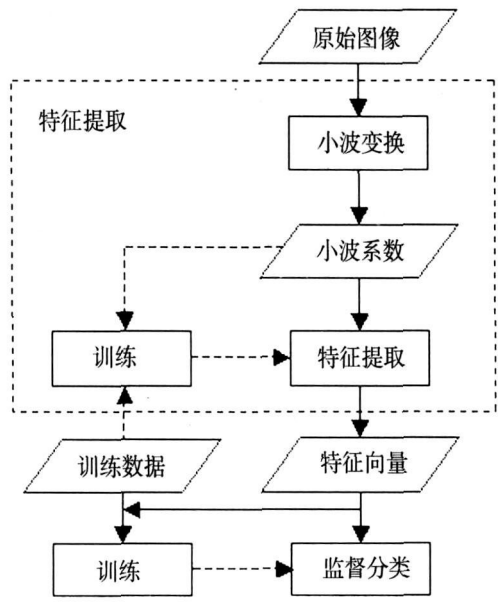 原始图像
特征提取
小波变换
小波系数
训练
特征提取
训练数据
特征向量
训练
监督分类